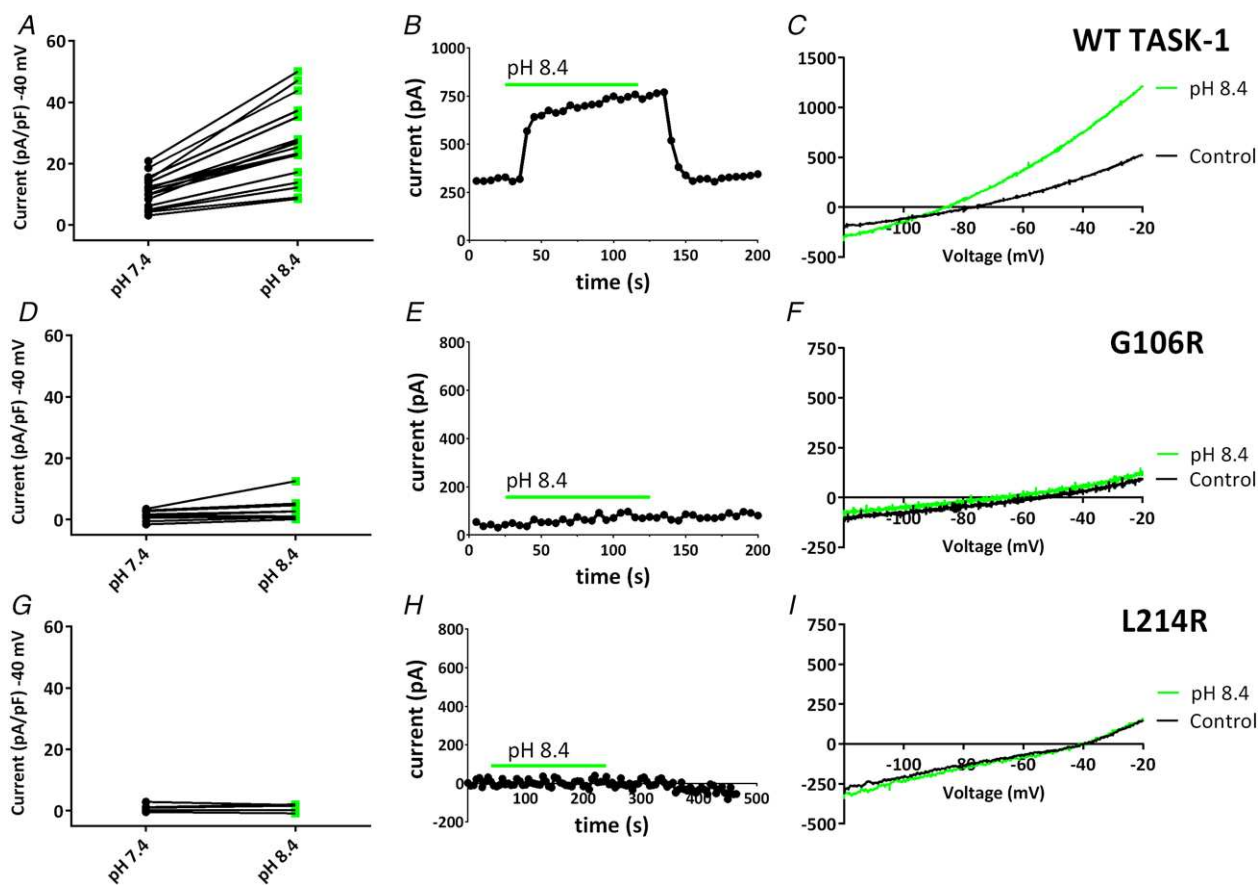 A
Current (pA/pF) -40 mV
60
40
20
0
pH 7.4
pH 8.4
B
current (pA)
1000
750
500
250
0
pH 8.4
0 50 100 150 200
time (s)
C
WT TASK-1
1500
1000
500
0
-500
-100 -80 -60 -40 -20
Voltage (mV)
pH 8.4
Control
D
Current (pA/pF) -40 mV
60
40
20
0
pH 7.4
pH 8.4
E
current (pA)
800
600
400
200
0
pH 8.4
0 50 100 150 200
time (s)
F
G106R
750
500
250
0
-250
-100 -80 -60 -40 -20
Voltage (mV)
pH 8.4
Control
G
Current (pA/pF) -40 mV
60
40
20
0
pH 7.4
pH 8.4
H
current (pA)
800
600
400
200
0
-200
pH 8.4
100 200 300 400 500
time (s)
I
L214R
750
500
250
0
-250
-500
-100 -80 -60 -40 -20
Voltage (mV)
pH 8.4
Control